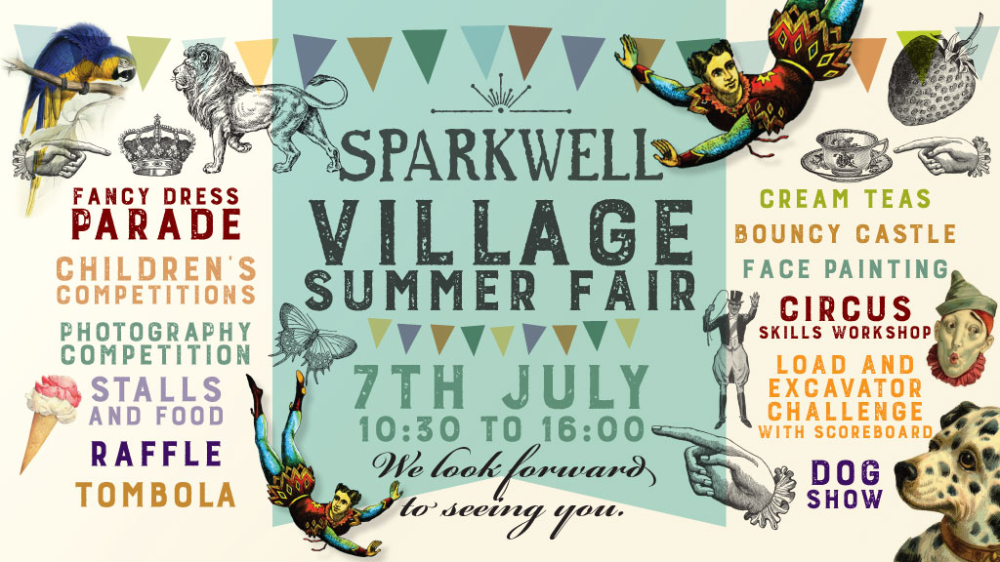 SPARKWELL
VILLAGE
SUMMER FAIR
7TH JULY
10:30 TO 16:00
We look forward
to seeing you.
FANCY DRESS
PARADE
CHILDREN'S
COMPETITIONS
PHOTOGRAPHY
COMPETITION
STALLS
AND FOOD
RAFFLE
TOMBOLA
CREAM TEAS
BOUNCY CASTLE
FACE PAINTING
CIRCUS
SKILLS WORKSHOP
LOAD AND
EXCAVATOR
CHALLENGE
WITH SCOREBOARD
DOG
SHOW